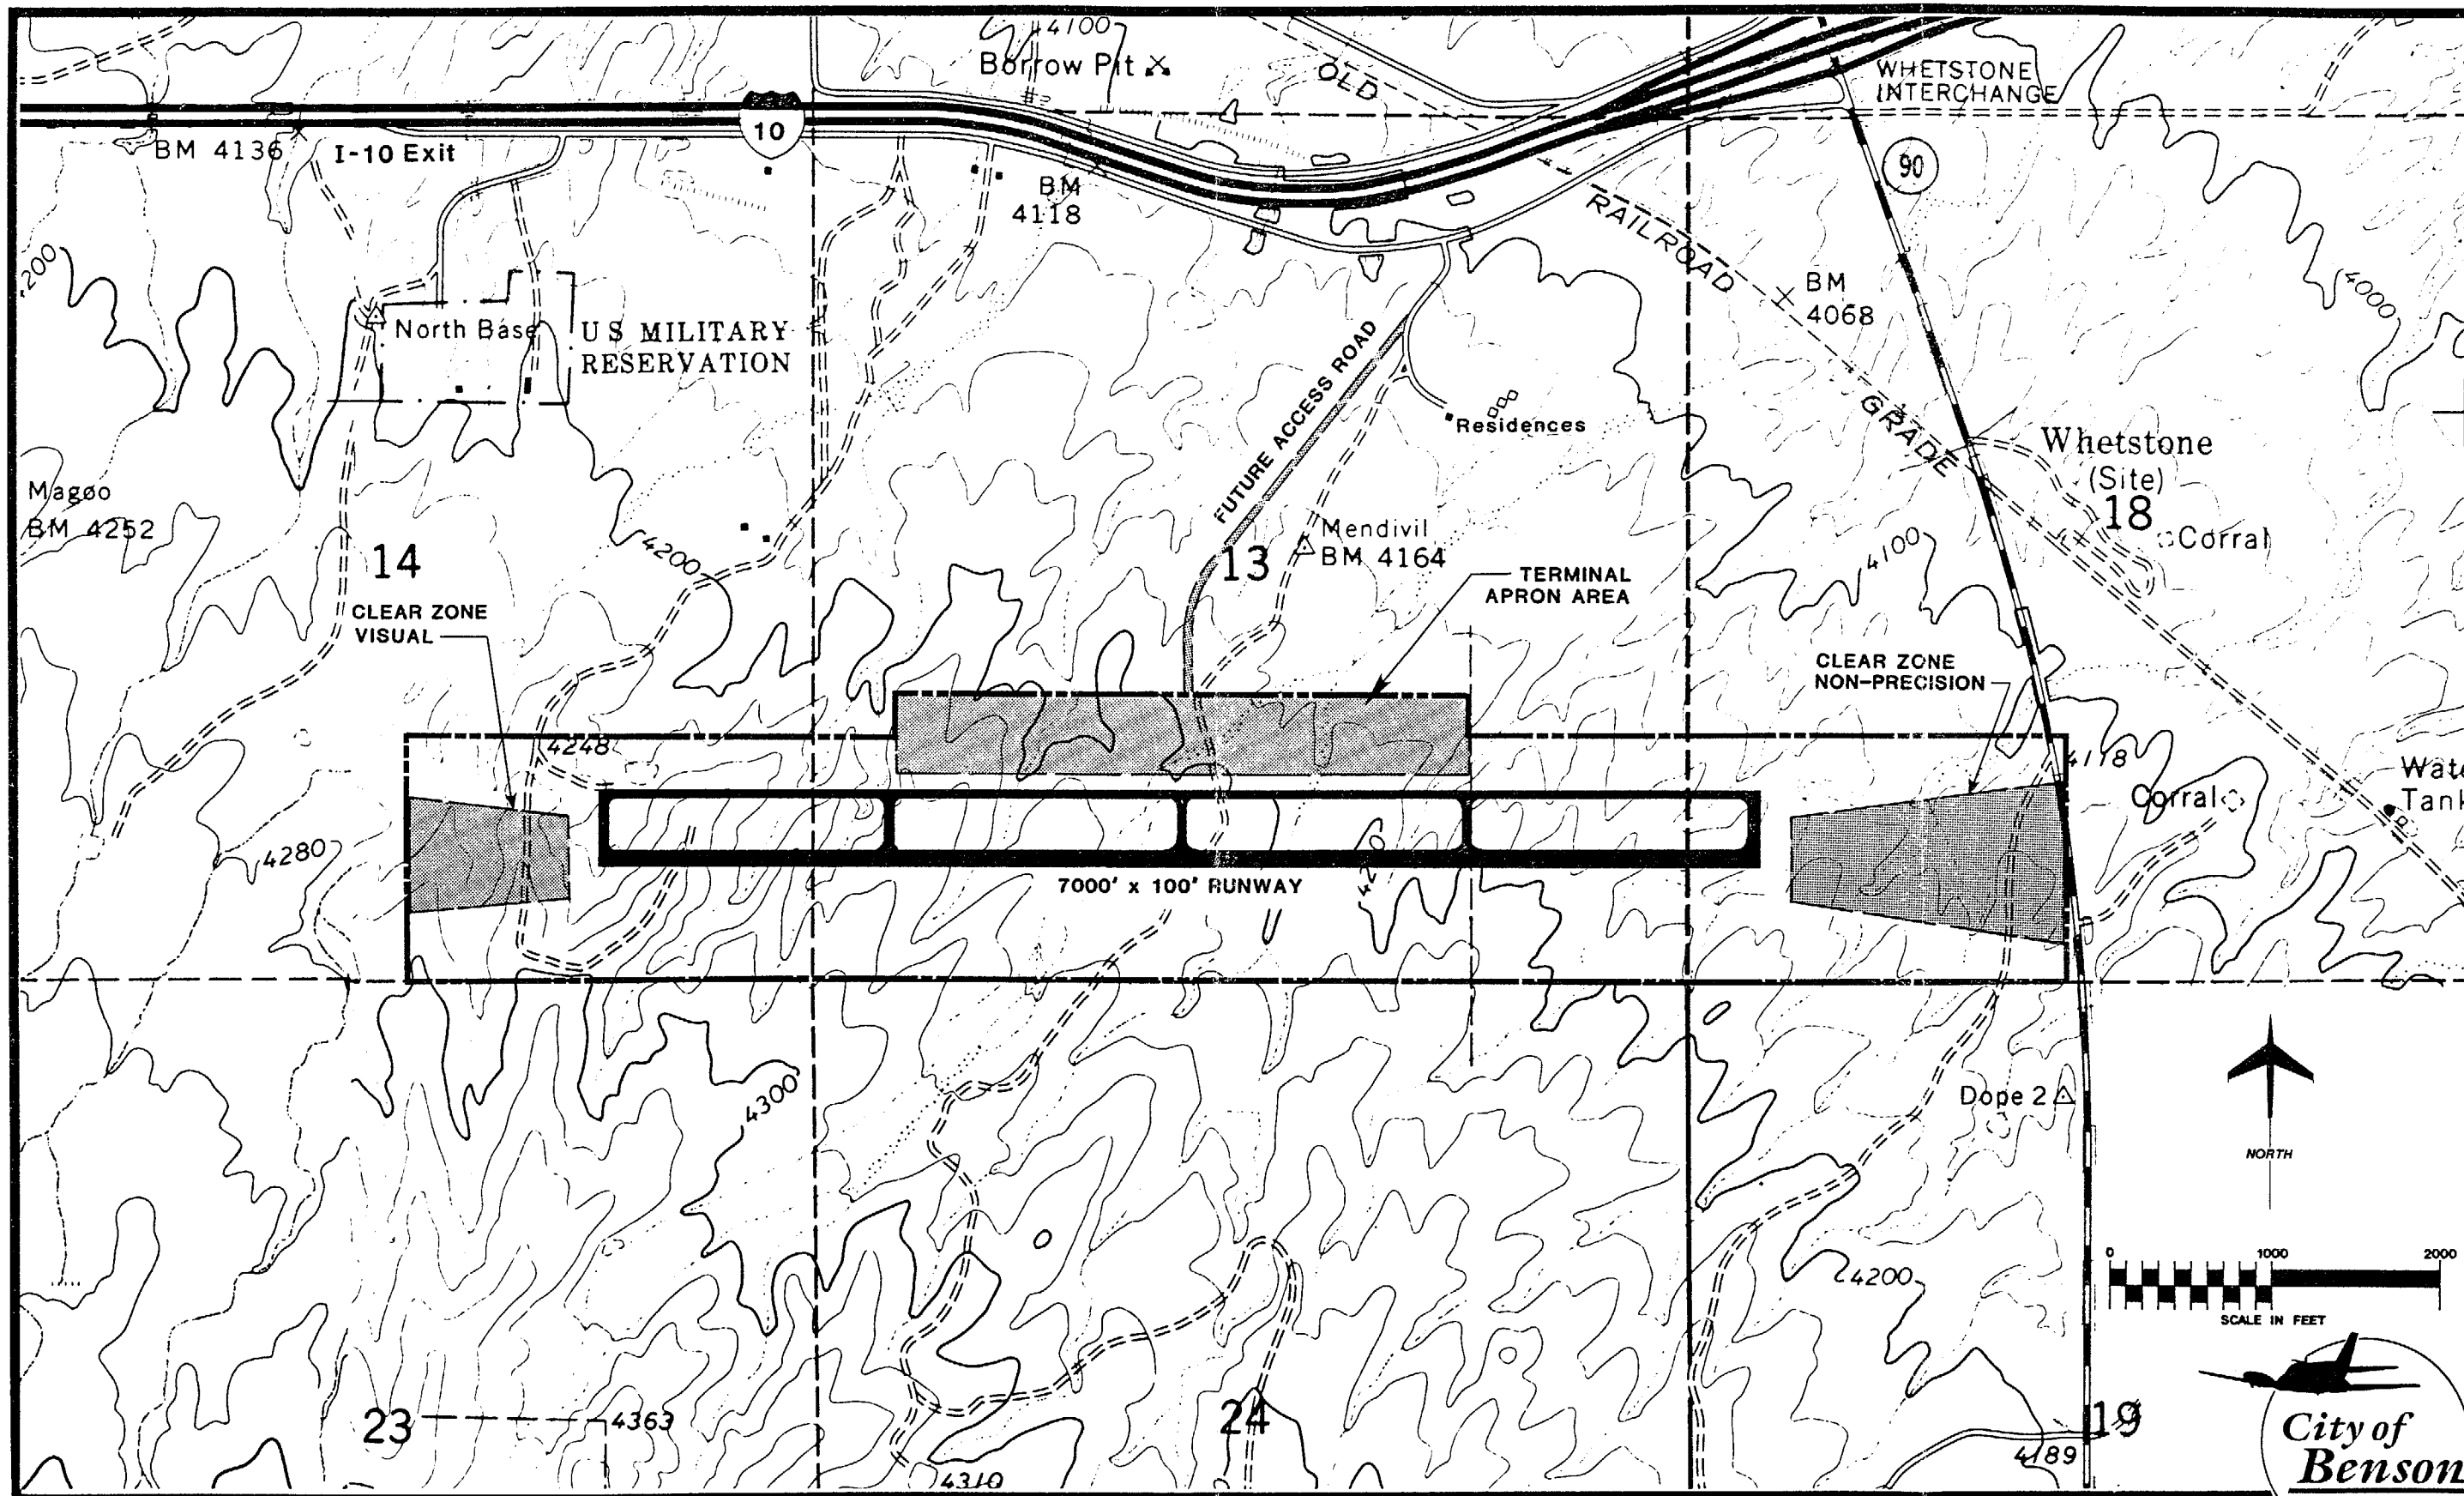 4100
Borrow Pit
OLD
WHETSTONE
INTERCHANGE
10
BM 4136
I-10 Exit
90
BM
4118
RAILROAD
200
BM
4068
4000
North Base
US MILITARY
RESERVATION
FUTURE ACCESS ROAD
GRADE
Residences
Whetstone
(Site)
18
Corral
Magoo
BM 4252
Mendivil
BM 4164
14
4200
13
4100
TERMINAL
APRON AREA
CLEAR ZONE
VISUAL
CLEAR ZONE
NON-PRECISION
4248
4118
Corral
4280
7000' x 100' RUNWAY
4300
Dope 2
NORTH
0 1000 2000
SCALE IN FEET
4200
23
4363
24
19
4310
4189
City of
Benson